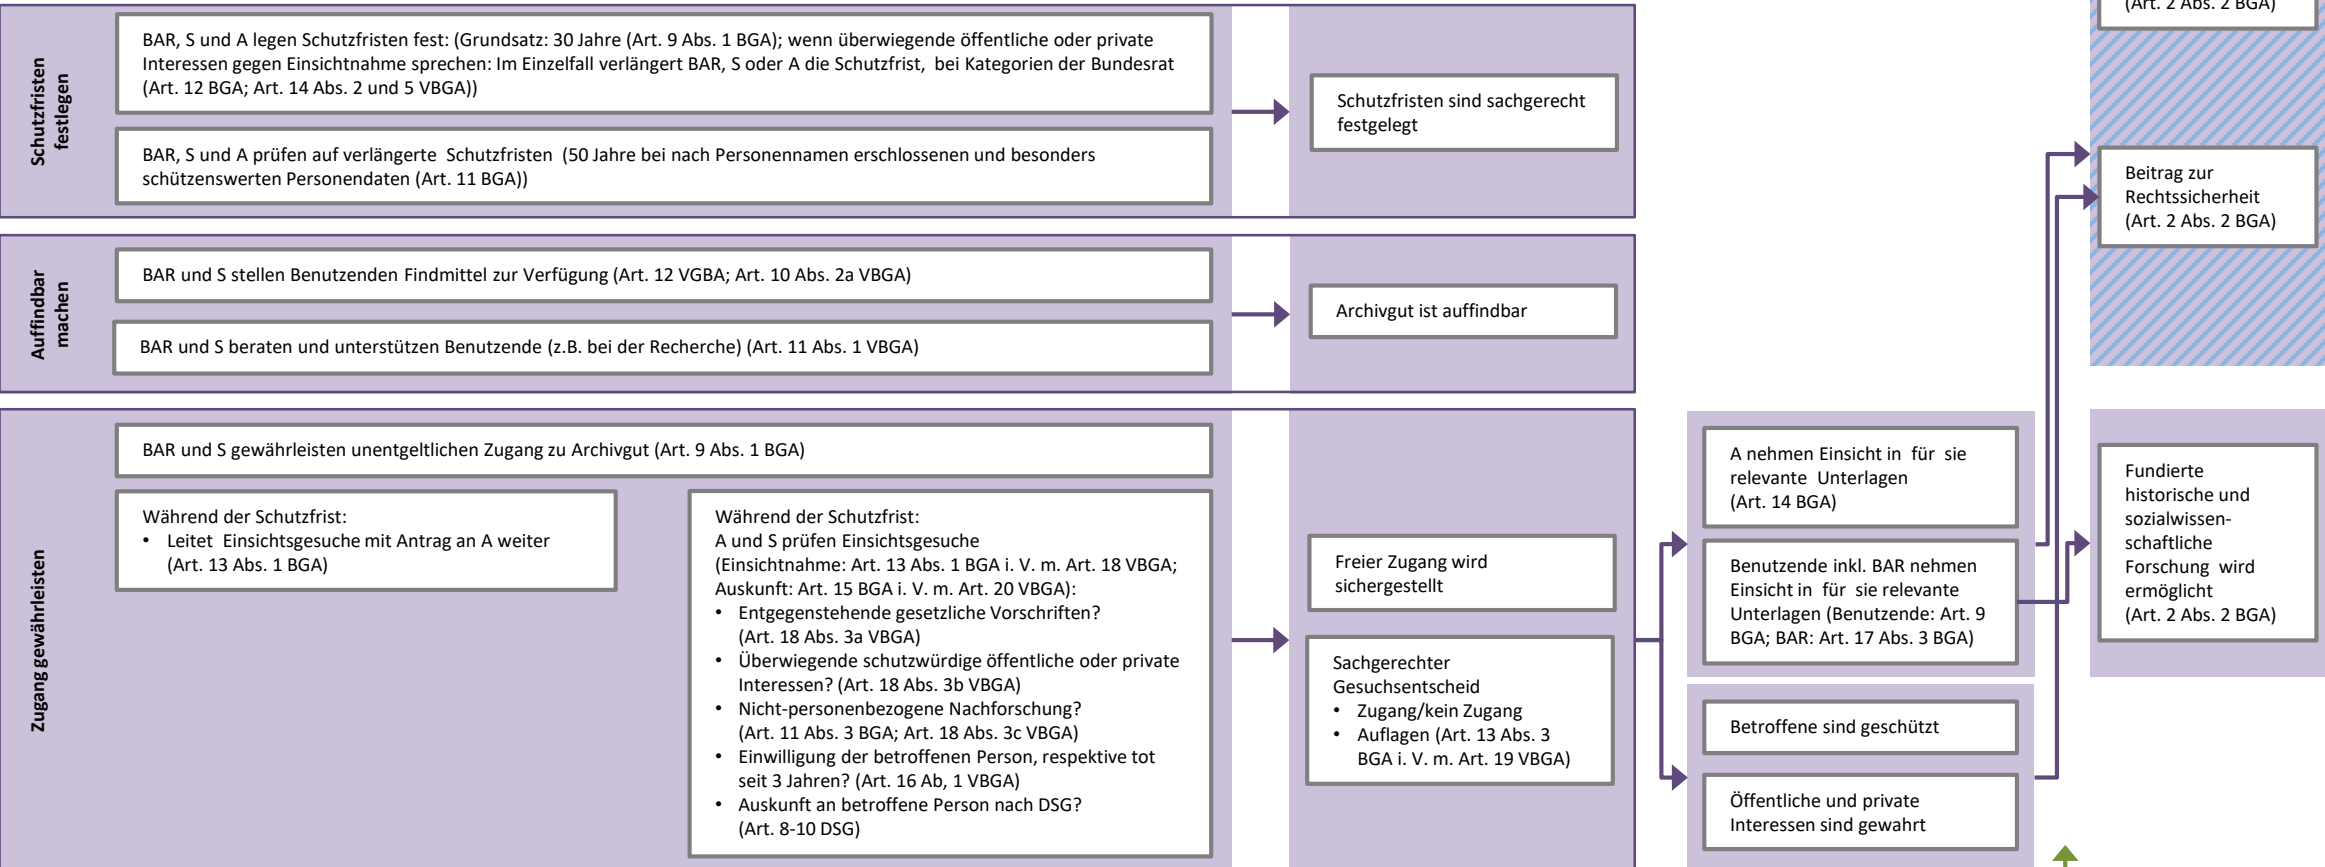 (Art. 2 Abs. 2 BGA)
Schutzfristen
festlegen
BAR, S und A legen Schutzfristen fest: (Grundsatz: 30 Jahre (Art. 9 Abs. 1 BGA); wenn überwiegende öffentliche oder private
Interessen gegen Einsichtnahme sprechen: Im Einzelfall verlängert BAR, S oder A die Schutzfrist, bei Kategorien der Bundesrat
(Art. 12 BGA; Art. 14 Abs. 2 und 5 VBGA))
BAR, S und A prüfen auf verlängerte Schutzfristen (50 Jahre bei nach Personennamen erschlossenen und besonders
schützenswerten Personendaten (Art. 11 BGA))
Schutzfristen sind sachgerecht
festgelegt
Beitrag zur
Rechtssicherheit
(Art. 2 Abs. 2 BGA)
Auffindbar
machen
BAR und S stellen Benutzenden Findmittel zur Verfügung (Art. 12 VGBA; Art. 10 Abs. 2a VBGA)
BAR und S beraten und unterstützen Benutzende (z.B. bei der Recherche) (Art. 11 Abs. 1 VBGA)
Archivgut ist auffindbar
Zugang gewährleisten
BAR und S gewährleisten unentgeltlichen Zugang zu Archivgut (Art. 9 Abs. 1 BGA)
Während der Schutzfrist:
• Leitet Einsichtsgesuche mit Antrag an A weiter
(Art. 13 Abs. 1 BGA)
Während der Schutzfrist:
A und S prüfen Einsichtsgesuche
(Einsichtnahme: Art. 13 Abs. 1 BGA i. V. m. Art. 18 VBGA;
Auskunft: Art. 15 BGA i. V. m. Art. 20 VBGA):
• Entgegenstehende gesetzliche Vorschriften?
(Art. 18 Abs. 3a VBGA)
• Überwiegende schutzwürdige öffentliche oder private
Interessen? (Art. 18 Abs. 3b VBGA)
• Nicht-personenbezogene Nachforschung?
(Art. 11 Abs. 3 BGA; Art. 18 Abs. 3c VBGA)
• Einwilligung der betroffenen Person, respektive tot
seit 3 Jahren? (Art. 16 Ab, 1 VBGA)
• Auskunft an betroffene Person nach DSG?
(Art. 8-10 DSG)
Freier Zugang wird
sichergestellt
Sachgerechter
Gesuchsentscheid
• Zugang/kein Zugang
• Auflagen (Art. 13 Abs. 3
BGA i. V. m. Art. 19 VBGA)
A nehmen Einsicht in für sie
relevante Unterlagen
(Art. 14 BGA)
Benutzende inkl. BAR nehmen
Einsicht in für sie relevante
Unterlagen (Benutzende: Art. 9
BGA; BAR: Art. 17 Abs. 3 BGA)
Betroffene sind geschützt
Öffentliche und private
Interessen sind gewahrt
Fundierte
historische und
sozialwissen-
schaftliche
Forschung wird
ermöglicht
(Art. 2 Abs. 2 BGA)